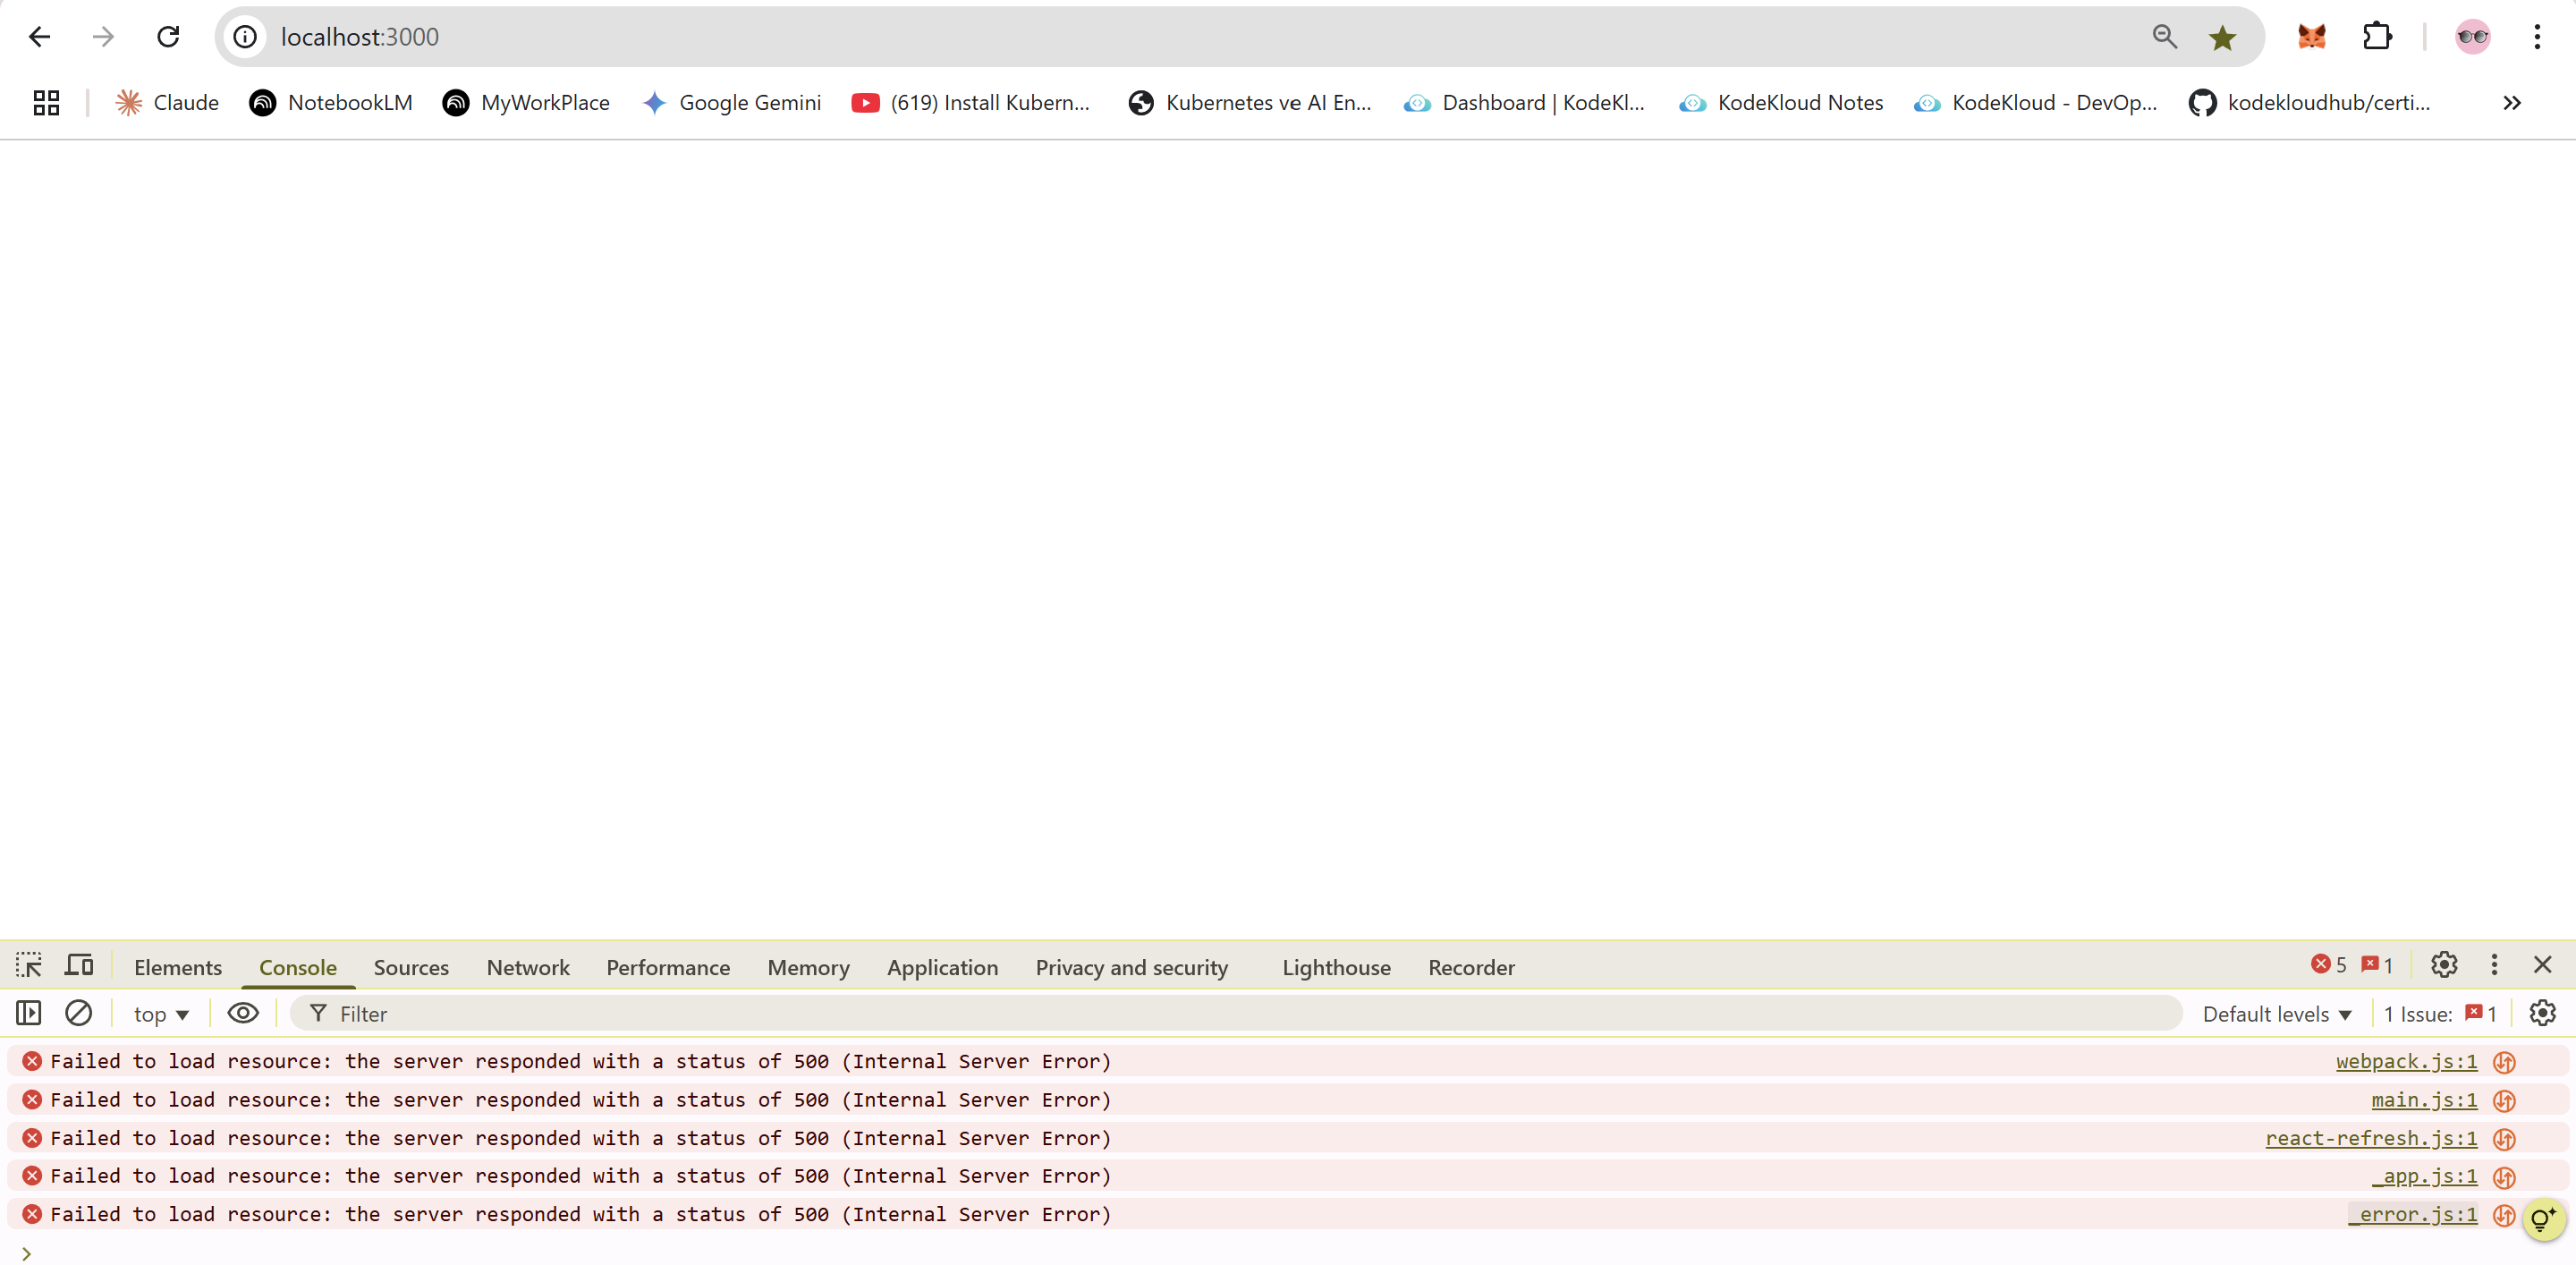 localhost:3000
Claude NotebookLM MyWorkPlace Google Gemini (619) Install Kubern... Kubernetes ve AI En... Dashboard | KodeKl... KodeKloud Notes KodeKloud - DevOp... kodekloudhub/certi...
Elements Console Sources Network Performance Memory Application Privacy and security Lighthouse Recorder 5 1
top Filter Default levels 1 Issue: 1
Failed to load resource: the server responded with a status of 500 (Internal Server Error) webpack.js:1
Failed to load resource: the server responded with a status of 500 (Internal Server Error) main.js:1
Failed to load resource: the server responded with a status of 500 (Internal Server Error) react-refresh.js:1
Failed to load resource: the server responded with a status of 500 (Internal Server Error) _app.js:1
Failed to load resource: the server responded with a status of 500 (Internal Server Error) _error.js:1